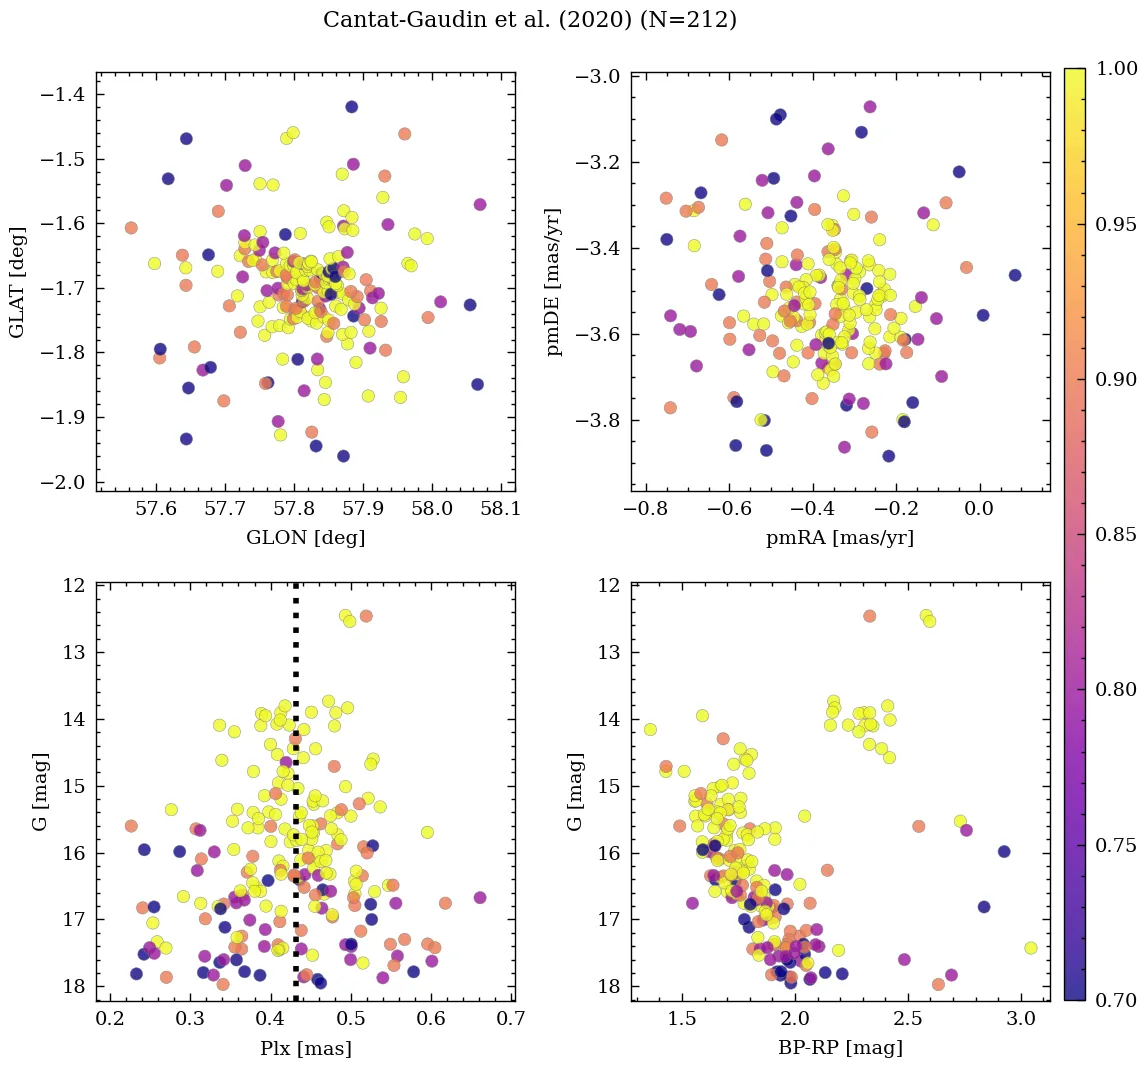 Cantat-Gaudin et al. (2020) (N=212)
−1.4
−1.5
−1.6
−1.7
−1.8
−1.9
−2.0
GLAT [deg]
57.6 57.7 57.8 57.9 58.0 58.1
GLON [deg]
−3.0
−3.2
−3.4
−3.6
−3.8
pmDE [mas/yr]
−0.8 −0.6 −0.4 −0.2 0.0
pmRA [mas/yr]
12
13
14
15
16
17
18
G [mag]
0.2 0.3 0.4 0.5 0.6 0.7
Plx [mas]
12
13
14
15
16
17
18
G [mag]
1.5 2.0 2.5 3.0
BP-RP [mag]
1.00
0.95
0.90
0.85
0.80
0.75
0.70